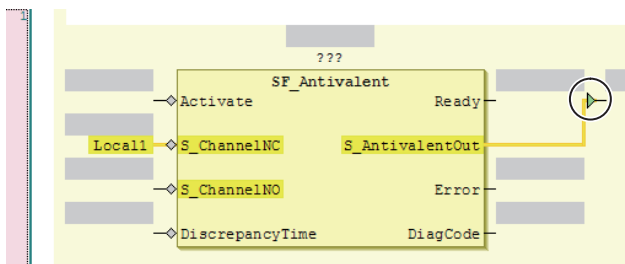 1
???
SF_Antivalent
Activate Ready
Local1 S_ChannelNC S_AntivalentOut
S_ChannelNO Error
DiscrepancyTime DiagCode